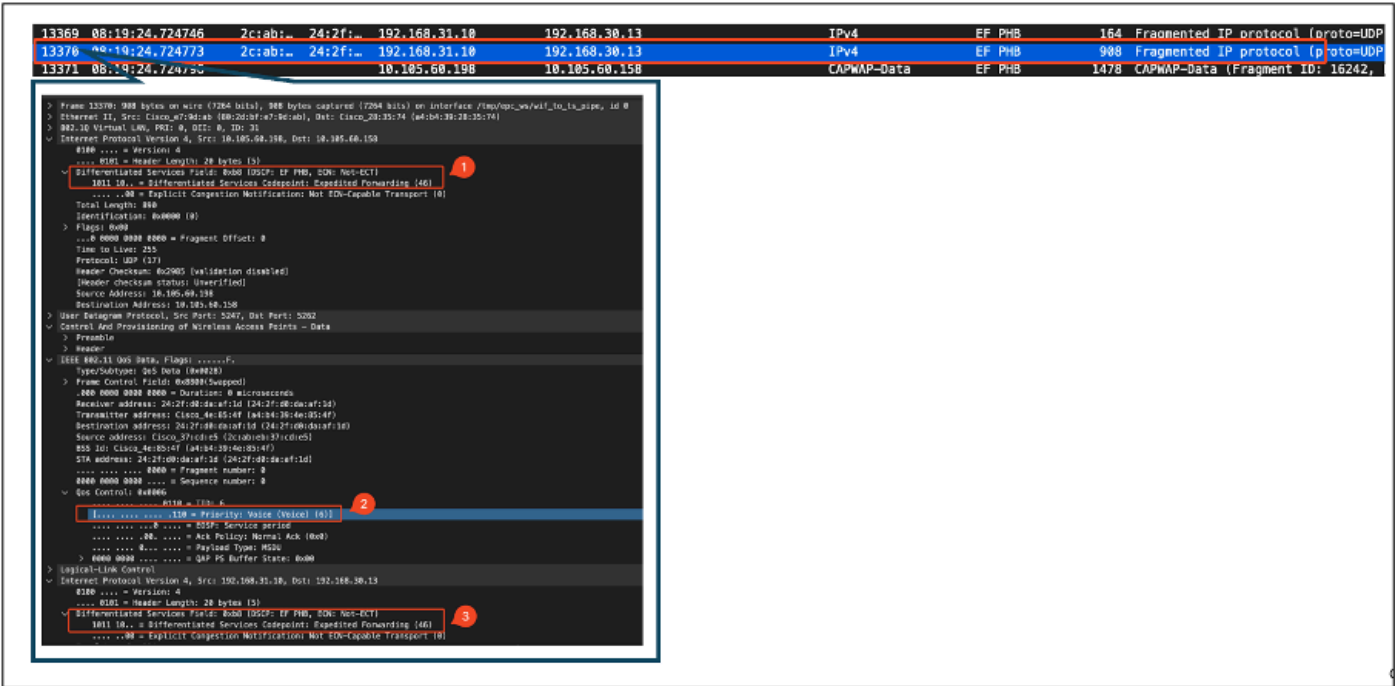 13369 08:19:24.724746 2c:ab:… 24:2f:… 192.168.31.10 192.168.30.13 IPv4 EF PHB 164 Fragmented IP protocol (proto=UDP
13370 08:19:24.724773 2c:ab:… 24:2f:… 192.168.31.10 192.168.30.13 IPv4 EF PHB 908 Fragmented IP protocol (proto=UDP
13371 10.105.60.198 10.105.60.158 CAPWAP-Data EF PHB 1478 CAPWAP-Data (Fragment ID: 16242,
> Frame 13370: 908 bytes on wire (7264 bits), 908 bytes captured (7264 bits) on interface /tmp/epc_ws/wif_to_ts_pipe, id 0
> Ethernet II, Src: Cisco_e7:9d:ab (80:2d:bf:e7:9d:ab), Dst: Cisco_28:35:74 (a4:b4:39:28:35:74)
> 802.1Q Virtual LAN, PRI: 0, DEI: 0, ID: 31
Internet Protocol Version 4, Src: 10.105.60.198, Dst: 10.105.60.158
0100 .... = Version: 4
.... 0101 = Header Length: 20 bytes (5)
Differentiated Services Field: 0xb8 (DSCP: EF PHB, ECN: Not-ECT)
1011 10.. = Differentiated Services Codepoint: Expedited Forwarding (46)
.... ..00 = Explicit Congestion Notification: Not ECN-Capable Transport (0)
1
Total Length: 890
Identification: 0x0000 (0)
> Flags: 0x00
...0 0000 0000 0000 = Fragment Offset: 0
Time to Live: 255
Protocol: UDP (17)
Header Checksum: 0x2985 [validation disabled]
[Header checksum status: Unverified]
Source Address: 10.105.60.198
Destination Address: 10.105.60.158
> User Datagram Protocol, Src Port: 5247, Dst Port: 5262
Control And Provisioning of Wireless Access Points - Data
> Preamble
> Header
IEEE 802.11 QoS Data, Flags: ......F.
Type/Subtype: QoS Data (0x0028)
> Frame Control Field: 0x8800(Swapped)
.000 0000 0000 0000 = Duration: 0 microseconds
Receiver address: 24:2f:d0:da:af:1d (24:2f:d0:da:af:1d)
Transmitter address: Cisco_4e:85:4f (a4:b4:39:4e:85:4f)
Destination address: 24:2f:d0:da:af:1d (24:2f:d0:da:af:1d)
Source address: Cisco_37:cd:e5 (2c:ab:eb:37:cd:e5)
BSS Id: Cisco_4e:85:4f (a4:b4:39:4e:85:4f)
STA address: 24:2f:d0:da:af:1d (24:2f:d0:da:af:1d)
.... .... .... 0000 = Fragment number: 0
0000 0000 0000 .... = Sequence number: 0
Qos Control: 0x0006
.... .... .... 0110 = TID: 6
[.... .... .... .110 = Priority: Voice (Voice) (6)]
2
.... .... ...0 .... = EOSP: Service period
.... .... .00. .... = Ack Policy: Normal Ack (0x0)
.... .... 0... .... = Payload Type: MSDU
> 0000 0000 .... .... = QAP PS Buffer State: 0x00
> Logical-Link Control
Internet Protocol Version 4, Src: 192.168.31.10, Dst: 192.168.30.13
0100 .... = Version: 4
.... 0101 = Header Length: 20 bytes (5)
Differentiated Services Field: 0xb8 (DSCP: EF PHB, ECN: Not-ECT)
1011 10.. = Differentiated Services Codepoint: Expedited Forwarding (46)
.... ..00 = Explicit Congestion Notification: Not ECN-Capable Transport (0)
3